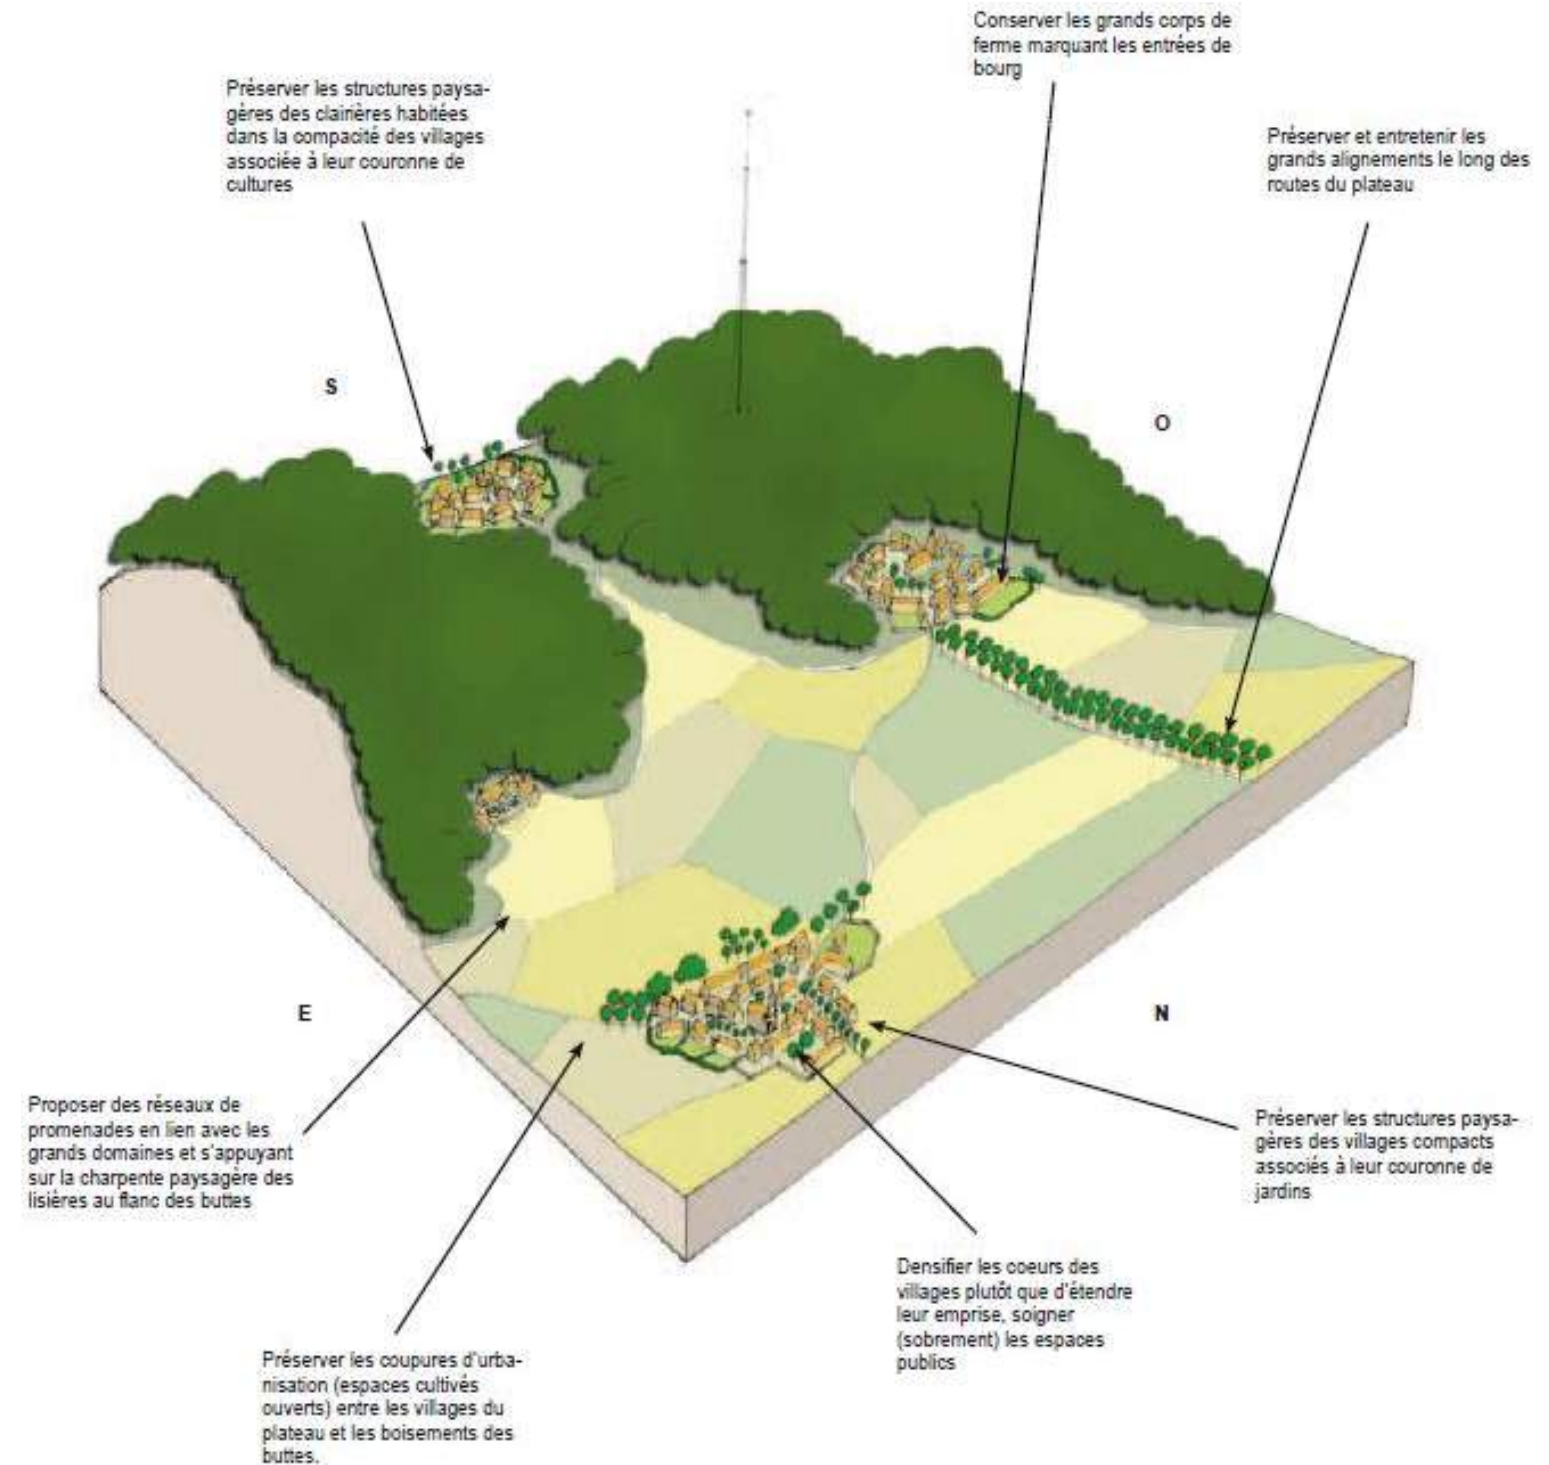 Conserver les grands corps de
ferme marquant les entrées de
bourg
Préserver les structures paysa-
gères des clairières habitées
dans la compacité des villages
associée à leur couronne de
cultures
Préserver et entretenir les
grands alignements le long des
routes du plateau
S
O
E
N
Proposer des réseaux de
promenades en lien avec les
grands domaines et s'appuyant
sur la charpente paysagère des
lisières au flanc des buttes
Préserver les structures paysa-
gères des villages compacts
associés à leur couronne de
jardins
Densifier les coeurs des
villages plutôt que d'étendre
leur emprise, soigner
(sobrement) les espaces
publics
Préserver les coupures d'urba-
nisation (espaces cultivés
ouverts) entre les villages du
plateau et les boisements des
buttes.